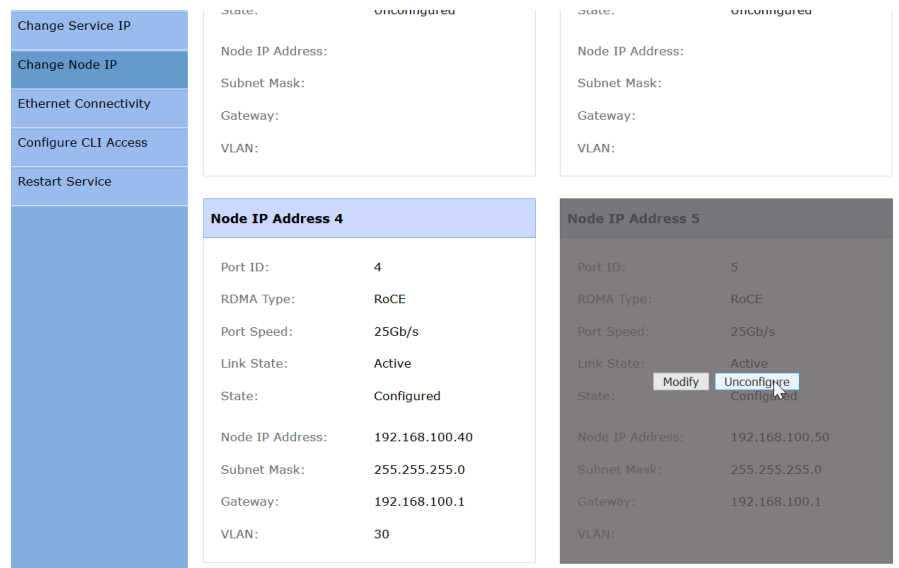 Change Service IP
Change Node IP
Ethernet Connectivity
Configure CLI Access
Restart Service
State: Unconfigured
Node IP Address:
Subnet Mask:
Gateway:
VLAN:
State: Unconfigured
Node IP Address:
Subnet Mask:
Gateway:
VLAN:
Node IP Address 4
Port ID: 4
RDMA Type: RoCE
Port Speed: 25Gb/s
Link State: Active
State: Configured
Node IP Address: 192.168.100.40
Subnet Mask: 255.255.255.0
Gateway: 192.168.100.1
VLAN: 30
Node IP Address 5
Port ID: 5
RDMA Type: RoCE
Port Speed: 25Gb/s
Link State: Active
Modify Unconfigure
State: Configured
Node IP Address: 192.168.100.50
Subnet Mask: 255.255.255.0
Gateway: 192.168.100.1
VLAN: